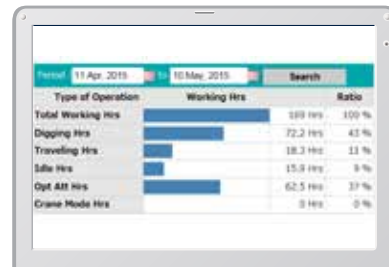 Period 11 Apr, 2015 to 10 May, 2015 Search
Type of Operation Working Hrs Ratio
Total Working Hrs 169 Hrs 100 %
Digging Hrs 72.2 Hrs 43 %
Traveling Hrs 18.3 Hrs 11 %
Idle Hrs 15.9 Hrs 9 %
Opt Att Hrs 62.5 Hrs 37 %
Crane Mode Hrs 0 Hrs 0 %